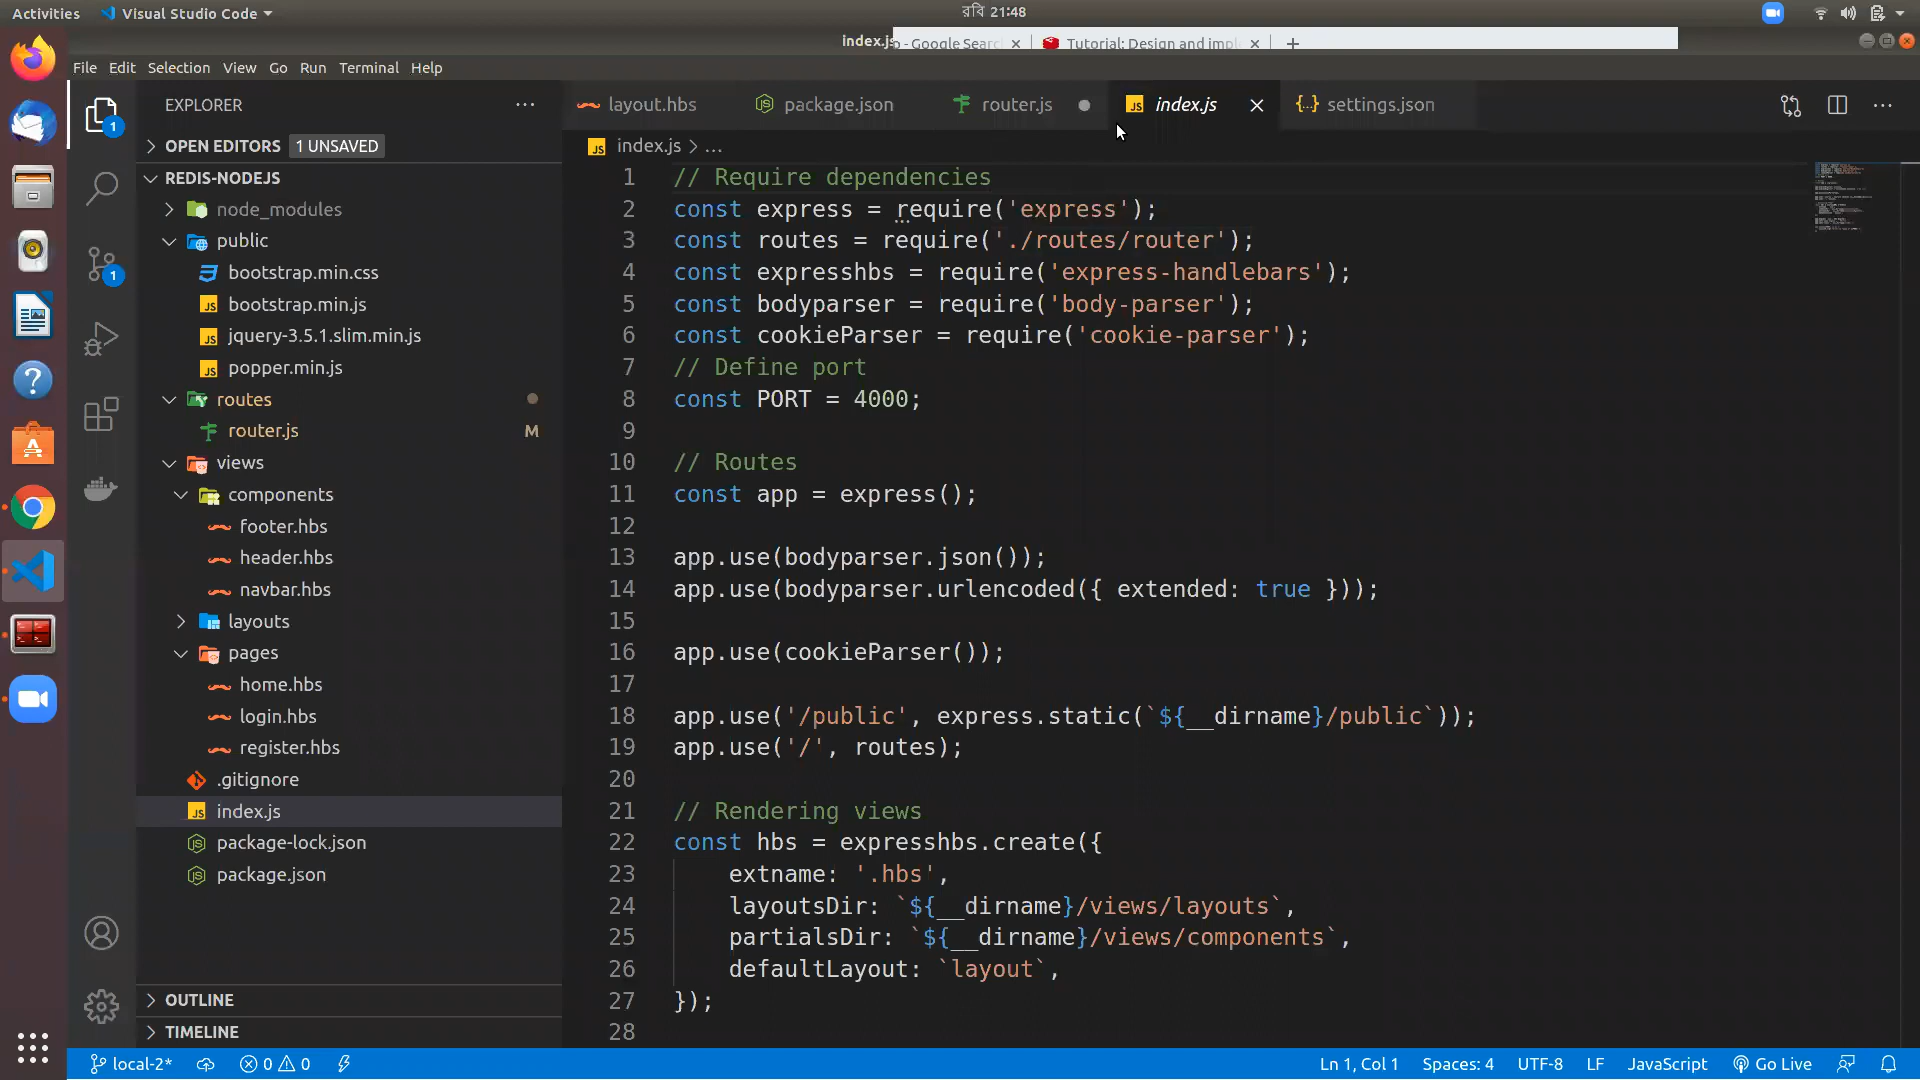 Activities
Visual Studio Code
রবি 21:48
index.js
- Google Searc
Tutorial: Design and imple
File Edit Selection View Go Run Terminal Help
EXPLORER
layout.hbs
package.json
router.js
index.js
settings.json
OPEN EDITORS 1 UNSAVED
index.js > ...
REDIS-NODEJS
node_modules
public
bootstrap.min.css
bootstrap.min.js
jquery-3.5.1.slim.min.js
popper.min.js
routes
router.js M
views
components
footer.hbs
header.hbs
navbar.hbs
layouts
pages
home.hbs
login.hbs
register.hbs
.gitignore
index.js
package-lock.json
package.json
OUTLINE
TIMELINE
1 // Require dependencies
2 const express = require('express');
3 const routes = require('./routes/router');
4 const expresshbs = require('express-handlebars');
5 const bodyparser = require('body-parser');
6 const cookieParser = require('cookie-parser');
7 // Define port
8 const PORT = 4000;
9
10 // Routes
11 const app = express();
12
13 app.use(bodyparser.json());
14 app.use(bodyparser.urlencoded({ extended: true }));
15
16 app.use(cookieParser());
17
18 app.use('/public', express.static(`${__dirname}/public`));
19 app.use('/', routes);
20
21 // Rendering views
22 const hbs = expresshbs.create({
23 extname: '.hbs',
24 layoutsDir: `${__dirname}/views/layouts`,
25 partialsDir: `${__dirname}/views/components`,
26 defaultLayout: `layout`,
27 });
28
local-2* 0 0
Ln 1, Col 1 Spaces: 4 UTF-8 LF JavaScript Go Live